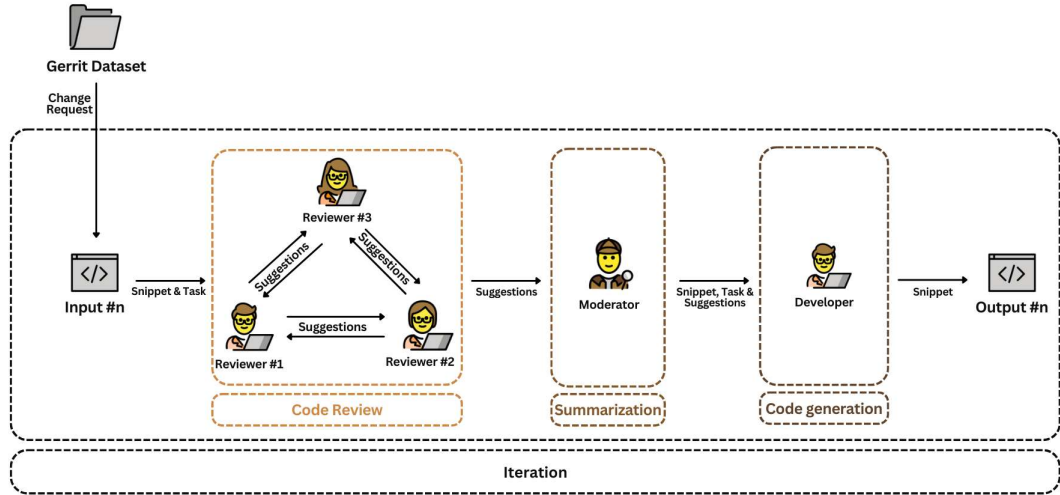 Gerrit Dataset
Change
Request
Reviewer #3
Suggestions
Suggestions
Input #n
Snippet & Task
Reviewer #1
Suggestions
Reviewer #2
Suggestions
Moderator
Snippet, Task &
Suggestions
Developer
Snippet
Output #n
Code Review
Summarization
Code generation
Iteration